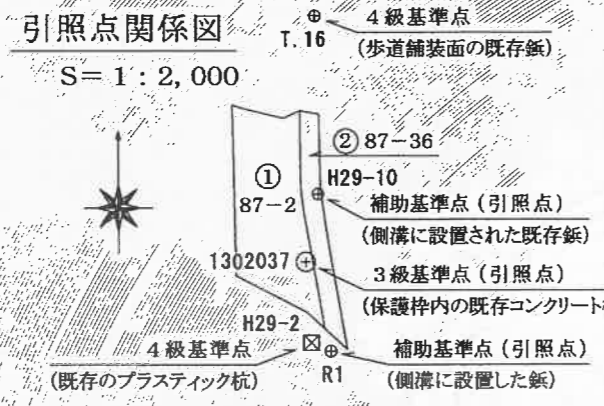 引照点関係図
S=1:2,000
T.16
4級基準点
(歩道舗装面の既存鋲)
② 87-36
①
87-2
H29-10
補助基準点(引照点)
(側溝に設置された既存鋲)
1302037
3級基準点(引照点)
(保護枠内の既存コンクリート
H29-2
4級基準点
(既存のプラスティック杭)
R1
補助基準点(引照点)
(側溝に設置した鋲)